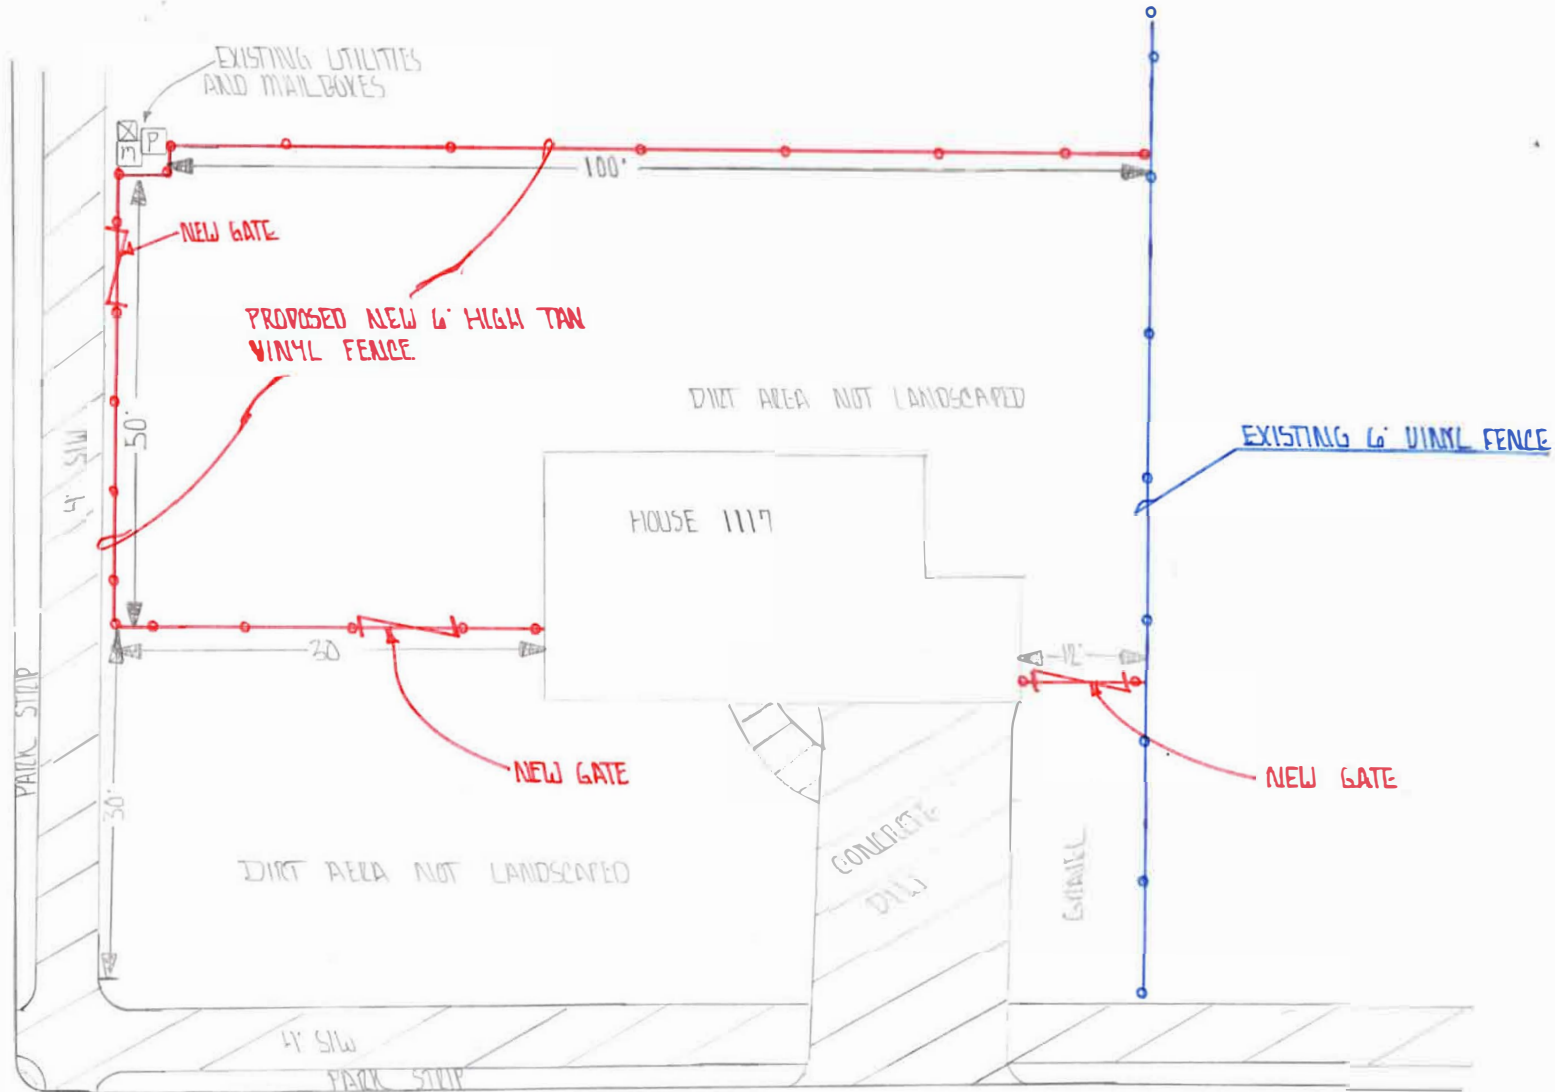 EXISTING UTILITIES
AND MAILBOXES
P
M
100'
NEW GATE
PROPOSED NEW 6' HIGH TAN
VINYL FENCE.
50'
4' S/W
DIRT AREA NOT LANDSCAPED
EXISTING 6' VINYL FENCE
HOUSE 1117
30
12'
PARK STRIP
NEW GATE
NEW GATE
30'
DIRT AREA NOT LANDSCAPED
CONCRETE
D/W
GRAVEL
4' S/W
PARK STRIP